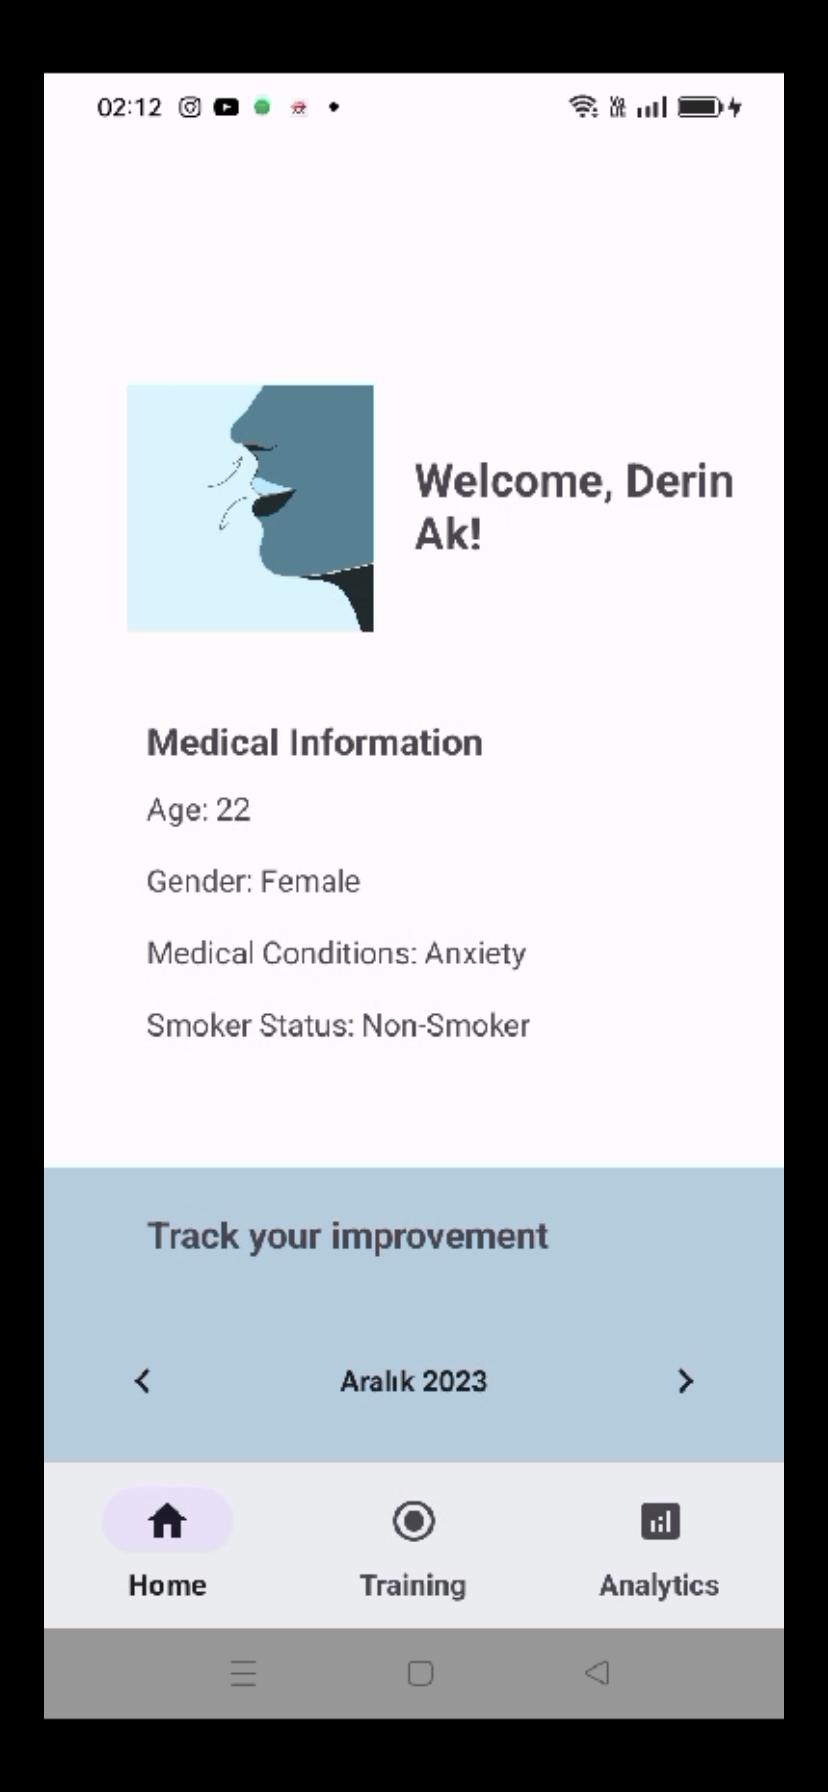 02:12
Welcome, Derin
Ak!
Medical Information
Age: 22
Gender: Female
Medical Conditions: Anxiety
Smoker Status: Non-Smoker
Track your improvement
Aralık 2023
Home
Training
Analytics